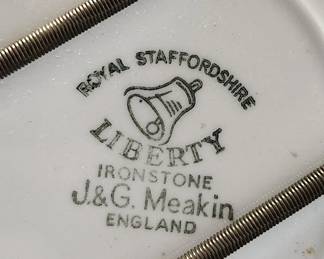 ROYAL STAFFORDSHIRE
LIBERTY
IRONSTONE
J.&G. Meakin
ENGLAND